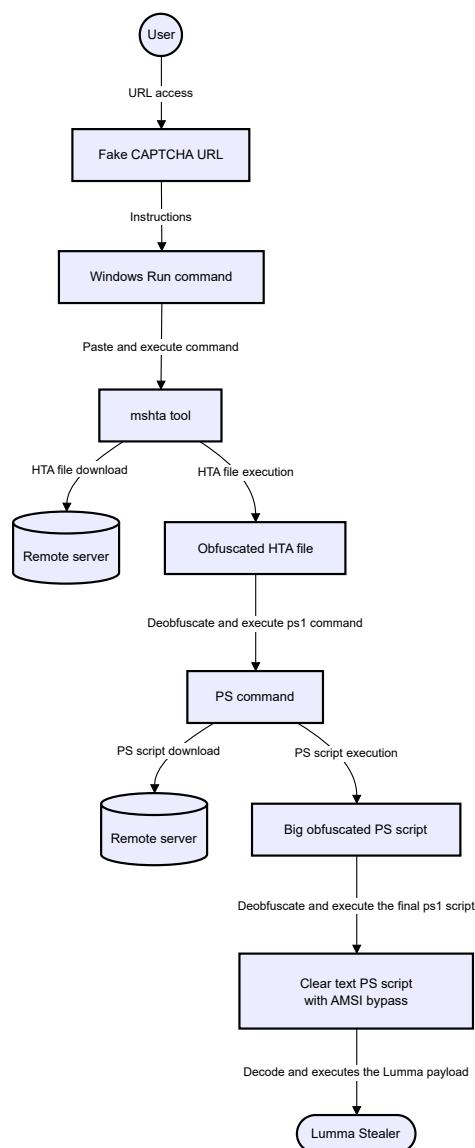 User
URL access
Fake CAPTCHA URL
Instructions
Windows Run command
Paste and execute command
mshta tool
HTA file download
HTA file execution
Remote server
Obfuscated HTA file
Deobfuscate and execute ps1 command
PS command
PS script download
PS script execution
Remote server
Big obfuscated PS script
Deobfuscate and execute the final ps1 script
Clear text PS script
with AMSI bypass
Decode and executes the Lumma payload
Lumma Stealer